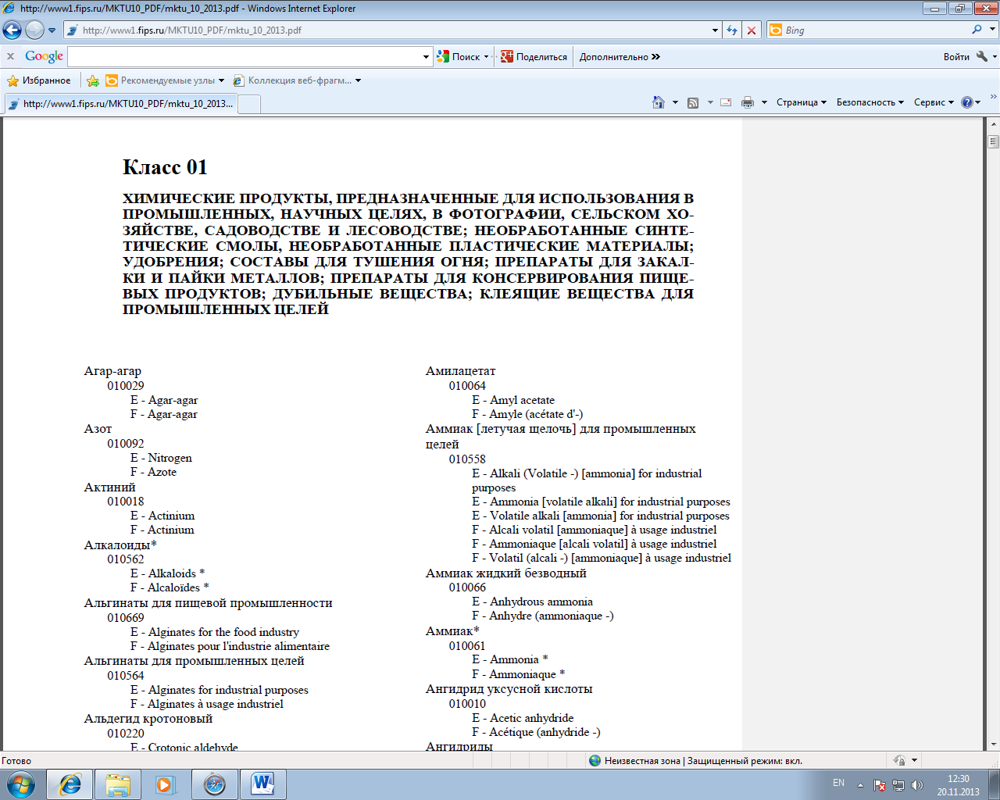 http://www1.fips.ru/MKTU10_PDF/mktu_10_2013.pdf - Windows Internet Explorer
http://www1.fips.ru/MKTU10_PDF/mktu_10_2013.pdf
Bing
Google
Поиск
Поделиться
Дополнительно
Войти
Избранное
Рекомендуемые узлы
Коллекция веб-фрагм...
http://www1.fips.ru/MKTU10_PDF/mktu_10_2013...
Страница
Безопасность
Сервис
Класс 01
ХИМИЧЕСКИЕ ПРОДУКТЫ, ПРЕДНАЗНАЧЕННЫЕ ДЛЯ ИСПОЛЬЗОВАНИЯ В
ПРОМЫШЛЕННЫХ, НАУЧНЫХ ЦЕЛЯХ, В ФОТОГРАФИИ, СЕЛЬСКОМ ХО-
ЗЯЙСТВЕ, САДОВОДСТВЕ И ЛЕСОВОДСТВЕ; НЕОБРАБОТАННЫЕ СИНТЕ-
ТИЧЕСКИЕ СМОЛЫ, НЕОБРАБОТАННЫЕ ПЛАСТИЧЕСКИЕ МАТЕРИАЛЫ;
УДОБРЕНИЯ; СОСТАВЫ ДЛЯ ТУШЕНИЯ ОГНЯ; ПРЕПАРАТЫ ДЛЯ ЗАКАЛ-
КИ И ПАЙКИ МЕТАЛЛОВ; ПРЕПАРАТЫ ДЛЯ КОНСЕРВИРОВАНИЯ ПИЩЕ-
ВЫХ ПРОДУКТОВ; ДУБИЛЬНЫЕ ВЕЩЕСТВА; КЛЕЯЩИЕ ВЕЩЕСТВА ДЛЯ
ПРОМЫШЛЕННЫХ ЦЕЛЕЙ
Агар-агар
010029
E - Agar-agar
F - Agar-agar
Азот
010092
E - Nitrogen
F - Azote
Актиний
010018
E - Actinium
F - Actinium
Алкалоиды*
010562
E - Alkaloids *
F - Alcaloïdes *
Альгинаты для пищевой промышленности
010669
E - Alginates for the food industry
F - Alginates pour l'industrie alimentaire
Альгинаты для промышленных целей
010564
E - Alginates for industrial purposes
F - Alginates à usage industriel
Альдегид кротоновый
010220
E - Crotonic aldehyde
Амилацетат
010064
E - Amyl acetate
F - Amyle (acétate d'-)
Аммиак [летучая щелочь] для промышленных
целей
010558
E - Alkali (Volatile -) [ammonia] for industrial
purposes
E - Ammonia [volatile alkali] for industrial purposes
E - Volatile alkali [ammonia] for industrial purposes
F - Alcali volatil [ammoniaque] à usage industriel
F - Ammoniaque [alcali volatil] à usage industriel
F - Volatil (alcali -) [ammoniaque] à usage industriel
Аммиак жидкий безводный
010066
E - Anhydrous ammonia
F - Anhydre (ammoniaque -)
Аммиак*
010061
E - Ammonia *
F - Ammoniaque *
Ангидрид уксусной кислоты
010010
E - Acetic anhydride
F - Acétique (anhydride -)
Ангидриды
Готово
Неизвестная зона | Защищенный режим: вкл.
EN
12:30
20.11.2013